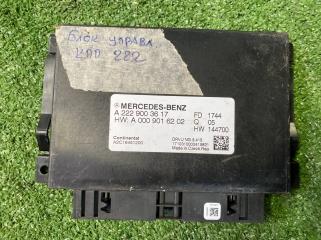 блок управл.
КПП 222
MERCEDES-BENZ
A 222 900 36 17
FD 1744
HW: A 000 901 62 02
Q 05
HW 144700
Continental
Made in Czech Rep